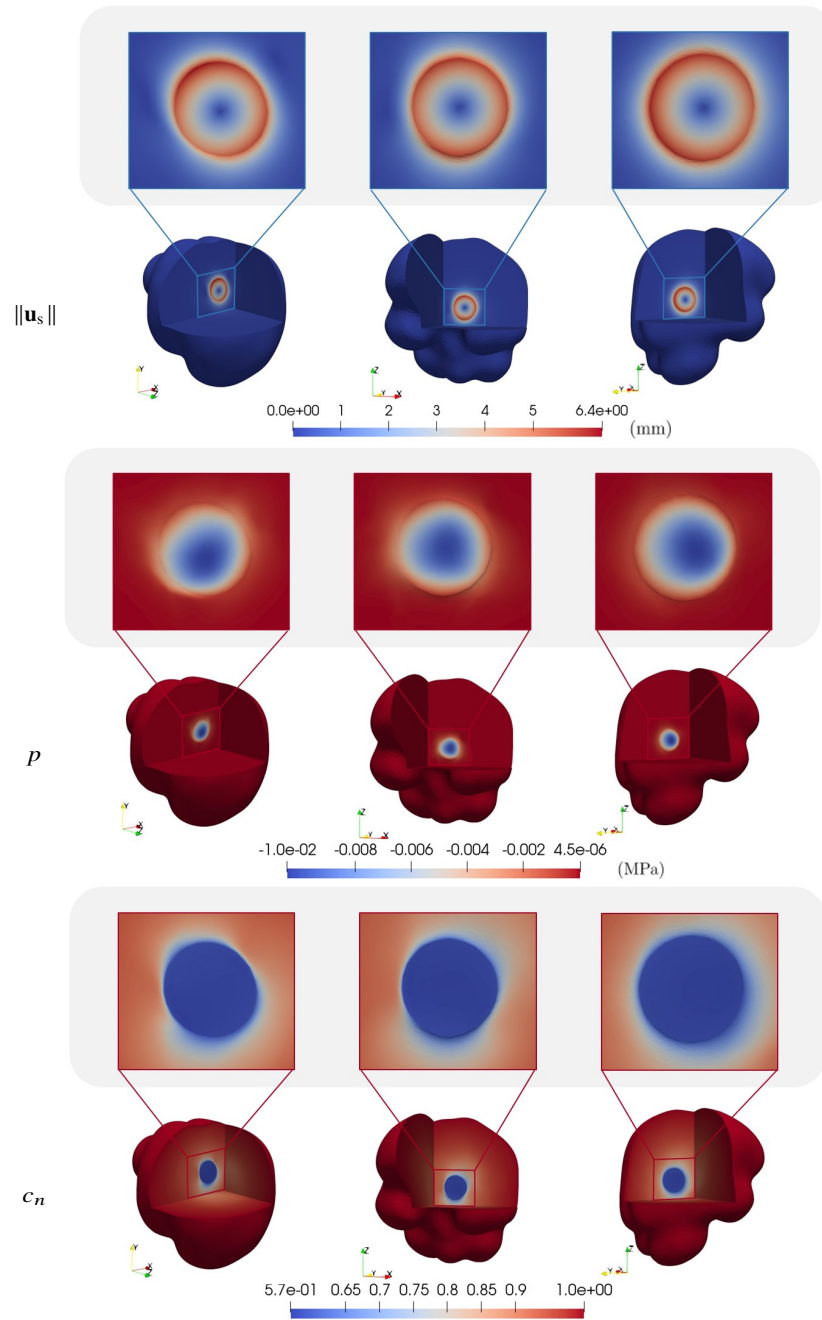 ‖u_s‖
Y
X
Z
Z
Y
X
Z
Y
X
0.0e+00 1 2 3 4 5 6.4e+00
(mm)
p
Y
X
Z
Z
Y
X
Z
Y
X
-1.0e-02 -0.008 -0.006 -0.004 -0.002 4.5e-06
(MPa)
c_n
Y
X
Z
Z
Y
X
Z
Y
X
5.7e-01 0.65 0.7 0.75 0.8 0.85 0.9 1.0e+00